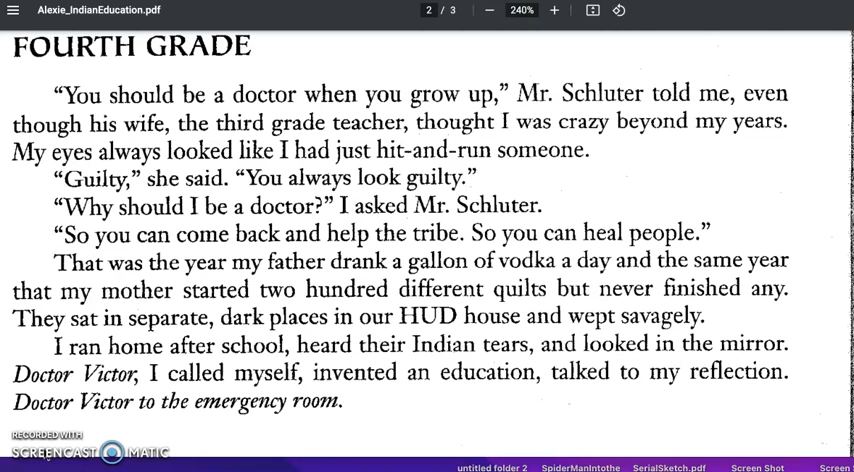 Alexie_IndianEducation.pdf 2 / 3 240%
FOURTH GRADE
“You should be a doctor when you grow up,” Mr. Schluter told me, even
though his wife, the third grade teacher, thought I was crazy beyond my years.
My eyes always looked like I had just hit-and-run someone.
“Guilty,” she said. “You always look guilty.”
“Why should I be a doctor?” I asked Mr. Schluter.
“So you can come back and help the tribe. So you can heal people.”
That was the year my father drank a gallon of vodka a day and the same year
that my mother started two hundred different quilts but never finished any.
They sat in separate, dark places in our HUD house and wept savagely.
I ran home after school, heard their Indian tears, and looked in the mirror.
Doctor Victor, I called myself, invented an education, talked to my reflection.
Doctor Victor to the emergency room.
RECORDED WITH
SCREENCAST MATIC
untitled folder 2 SpiderManIntothe SerialSketch.pdf Screen Shot Screen